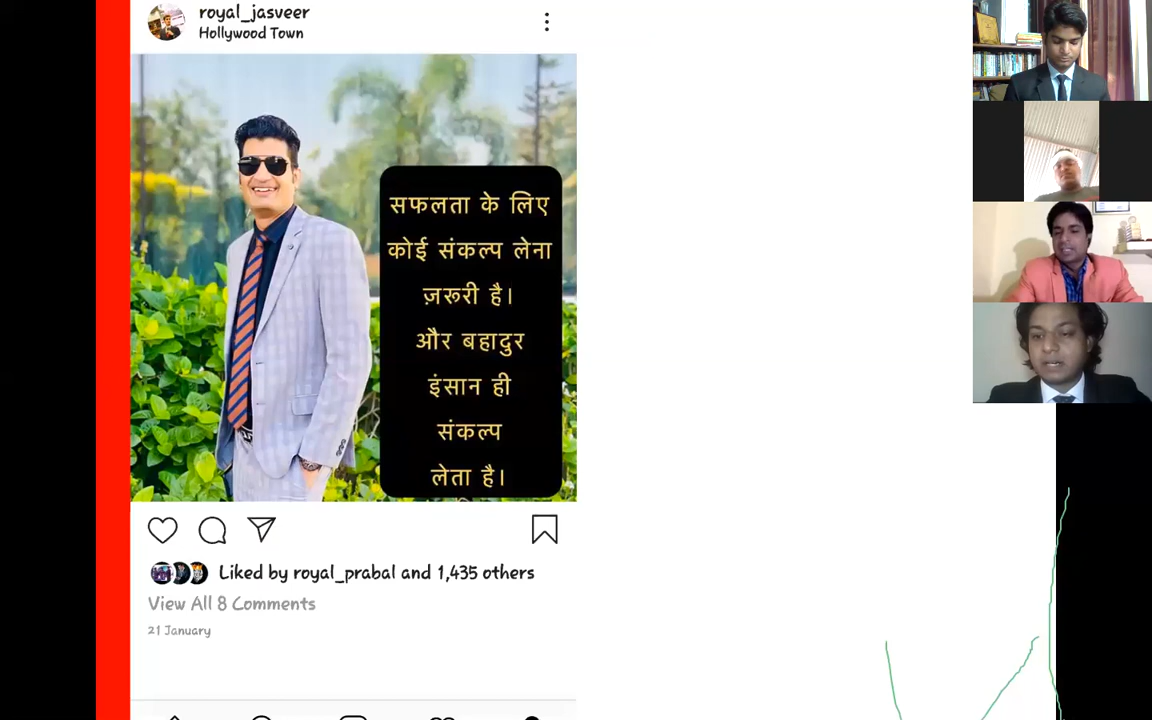 royal_jasveer
Hollywood Town
सफलता के लिए
कोई संकल्प लेना
ज़रूरी है।
और बहादुर
इंसान ही
संकल्प
लेता है।
Liked by royal_prabal and 1,435 others
View All 8 Comments
21 January